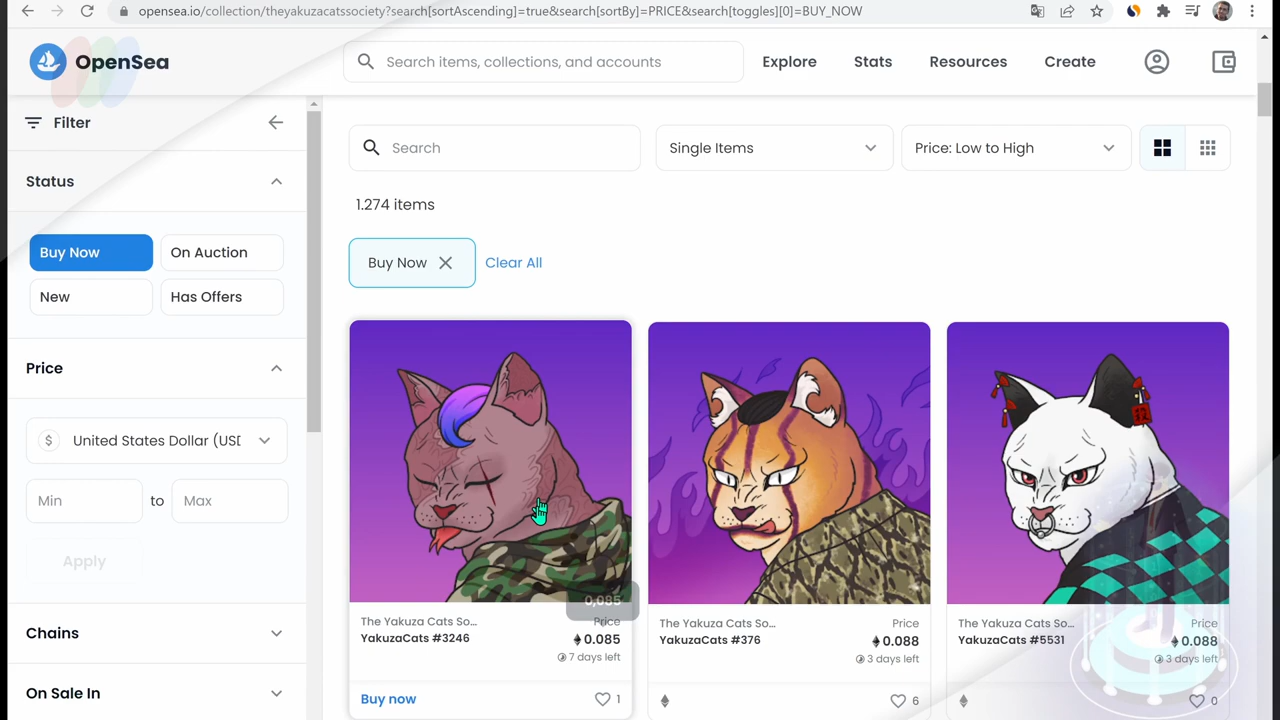 opensea.io/collection/theyakuzacatssociety?search[sortAscending]=true&search[sortBy]=PRICE&search[toggles][0]=BUY_NOW
OpenSea
Search items, collections, and accounts
Explore
Stats
Resources
Create
Filter
Search
Single Items
Price: Low to High
Status
1.274 items
Buy Now
On Auction
Buy Now
Clear All
New
Has Offers
Price
$ United States Dollar (USD
Min
to
Max
Apply
Chains
On Sale In
0,085
The Yakuza Cats So...
Price
YakuzaCats #3246
0.085
7 days left
Buy now
1
The Yakuza Cats So...
Price
YakuzaCats #376
0.088
3 days left
6
The Yakuza Cats So...
Price
YakuzaCats #5531
0.088
3 days left
0